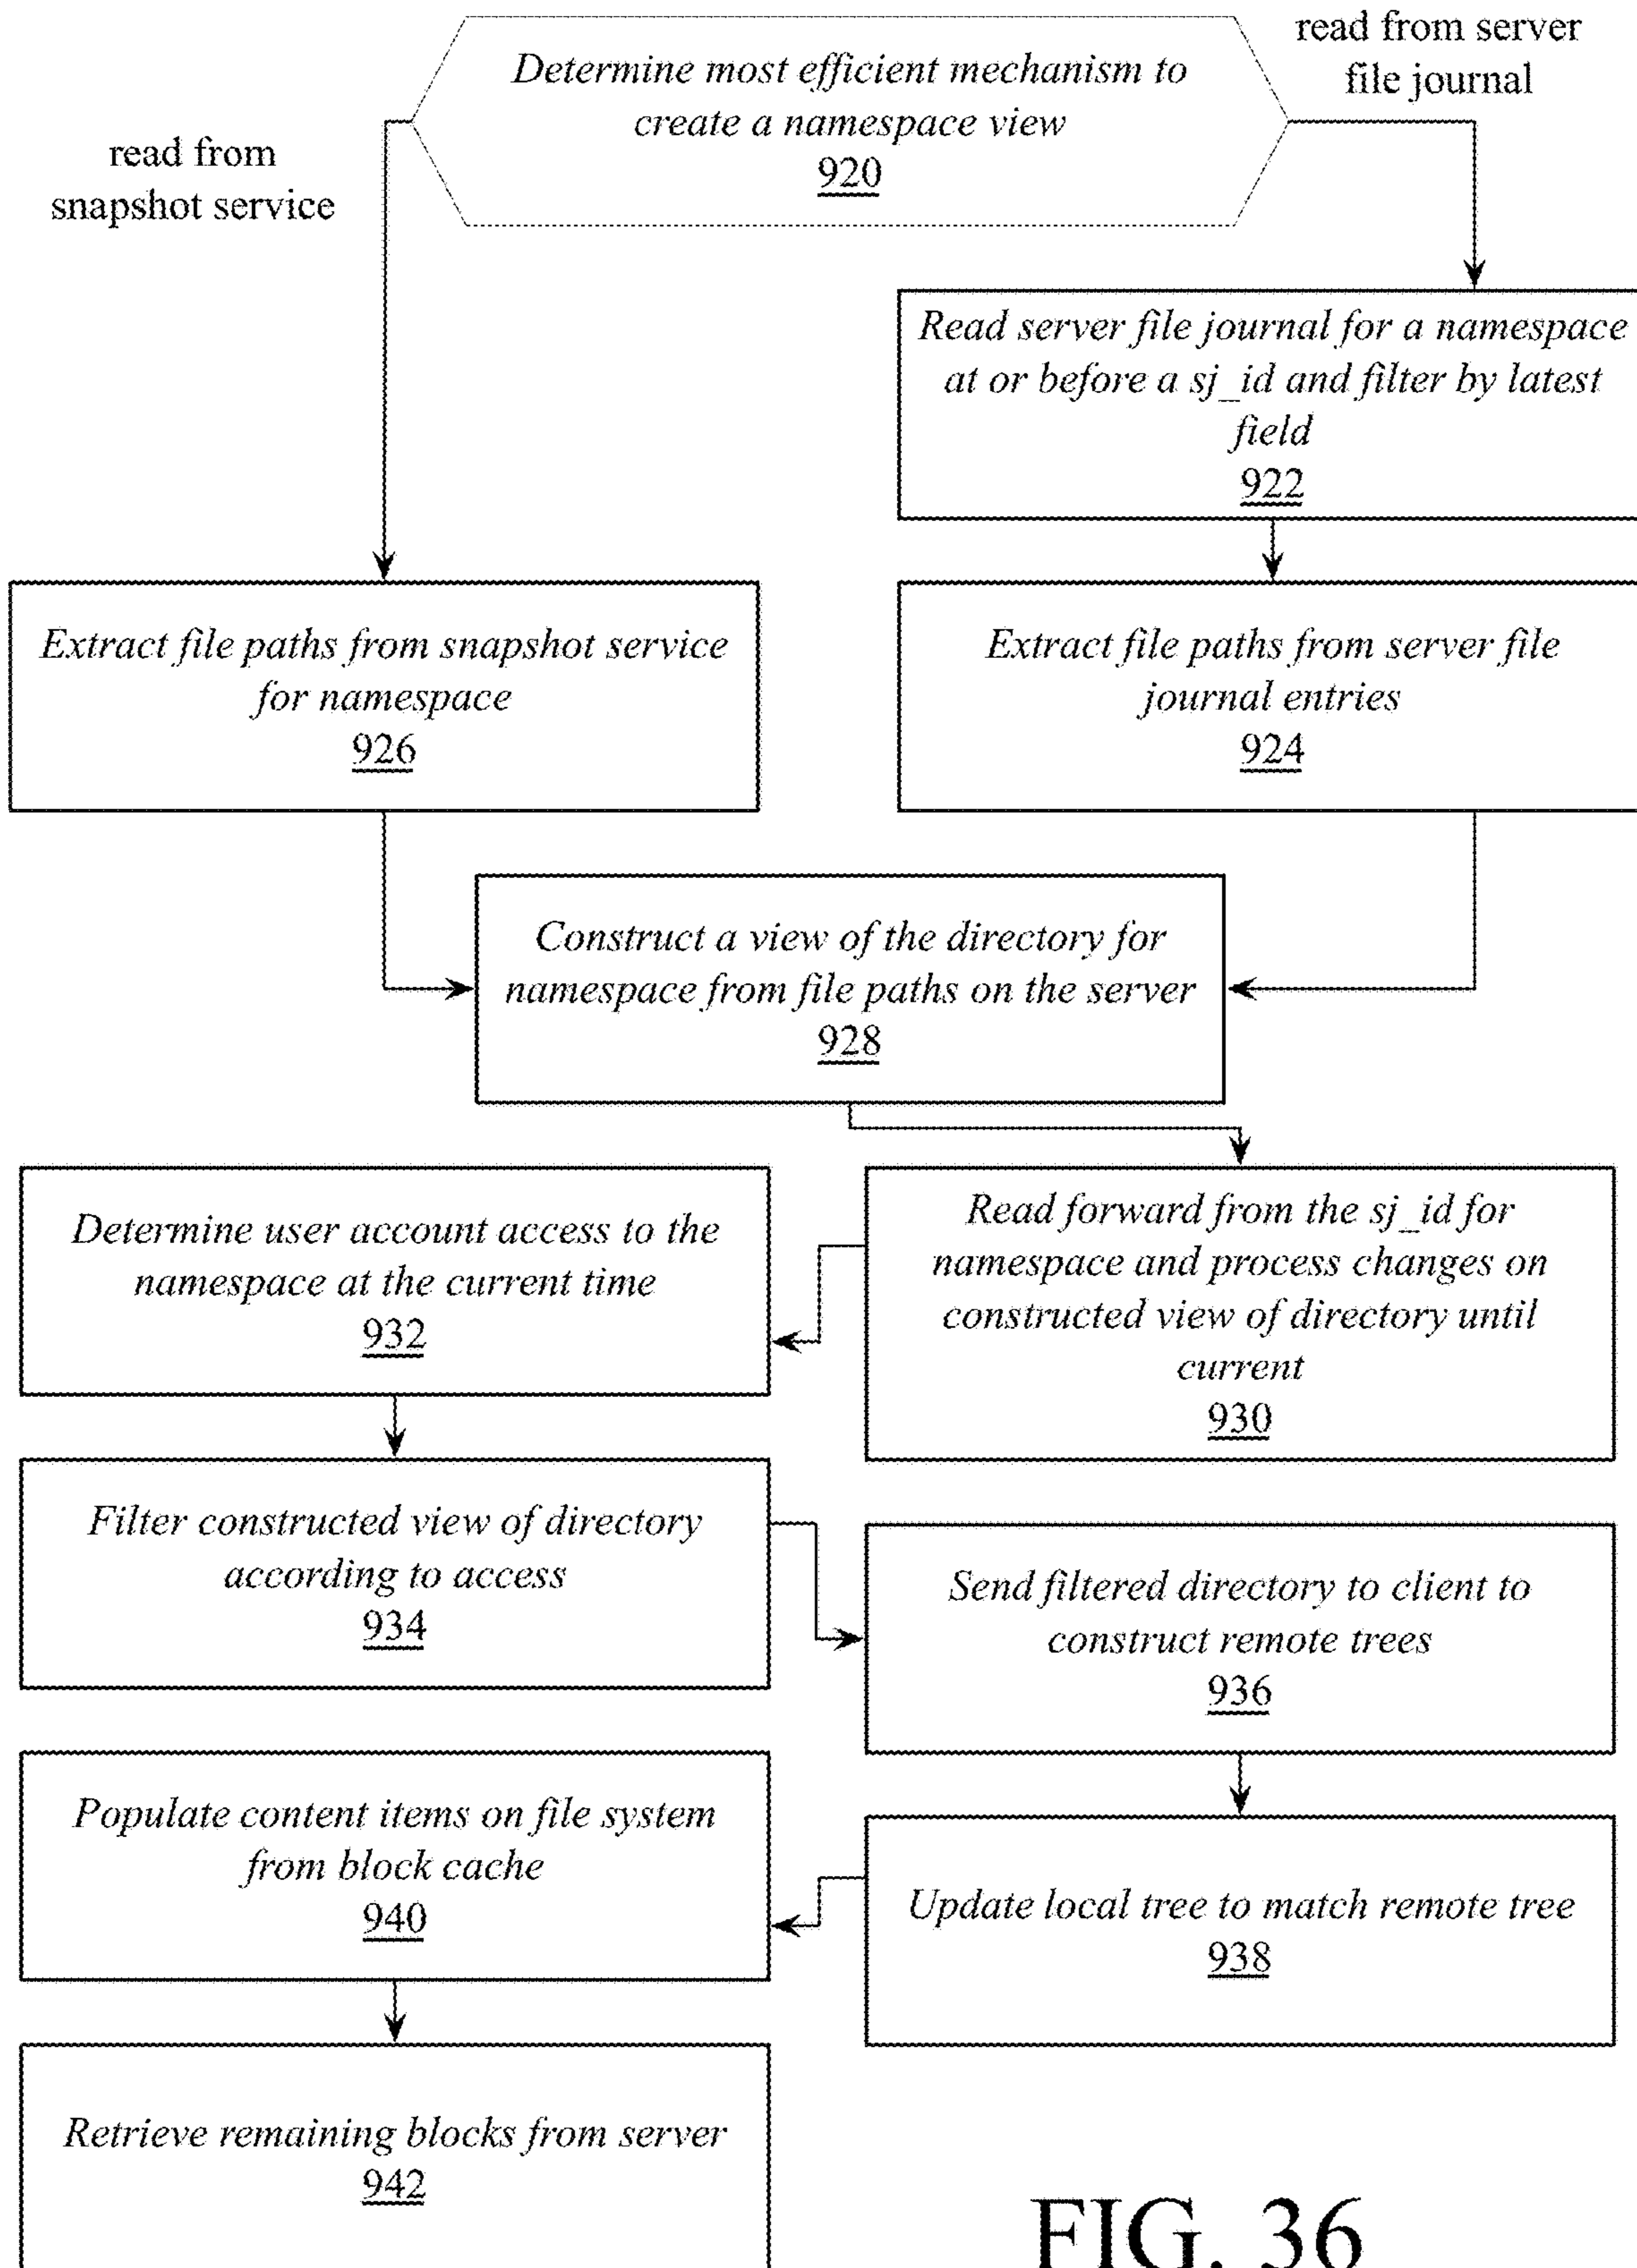 read from server
file journal
Determine most efficient mechanism to
create a namespace view
920
read from
snapshot service
Read server file journal for a namespace
at or before a sj_id and filter by latest
field
922
Extract file paths from snapshot service
for namespace
926
Extract file paths from server file
journal entries
924
Construct a view of the directory for
namespace from file paths on the server
928
Determine user account access to the
namespace at the current time
932
Read forward from the sj_id for
namespace and process changes on
constructed view of directory until
current
930
Filter constructed view of directory
according to access
934
Send filtered directory to client to
construct remote trees
936
Populate content items on file system
from block cache
940
Update local tree to match remote tree
938
Retrieve remaining blocks from server
942
FIG. 36